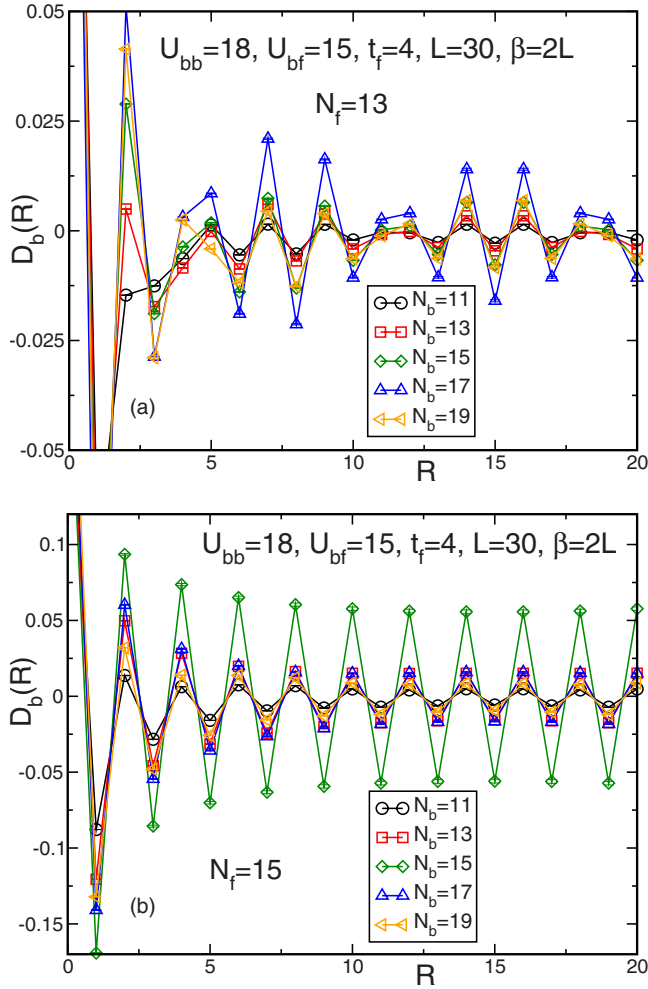 U_bb=18, U_bf=15, t_f=4, L=30, β=2L
N_f=13
D_b(R)
0.05
0.025
0
-0.025
-0.05
N_b=11
N_b=13
N_b=15
N_b=17
N_b=19
(a)
0 5 10 15 20
R
U_bb=18, U_bf=15, t_f=4, L=30, β=2L
D_b(R)
0.1
0.05
0
-0.05
-0.1
-0.15
N_b=11
N_b=13
N_b=15
N_b=17
N_b=19
N_f=15
(b)
0 5 10 15 20
R